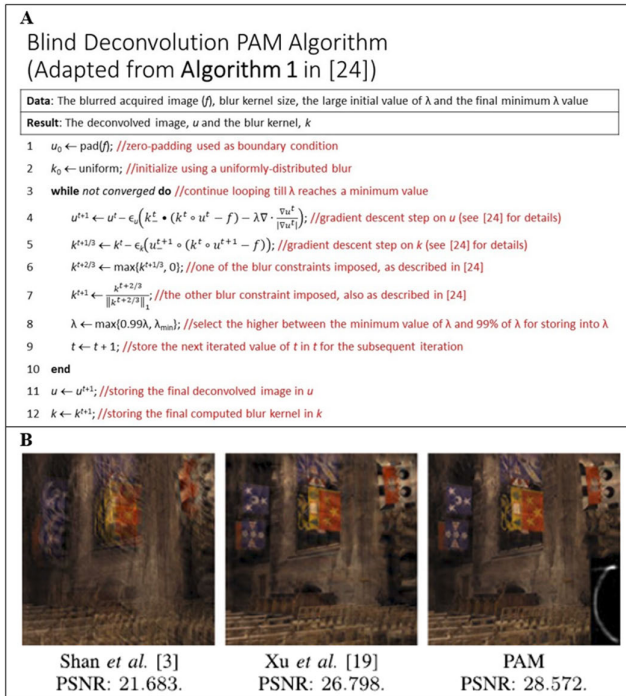 A
Blind Deconvolution PAM Algorithm
(Adapted from Algorithm 1 in [24])
Data: The blurred acquired image (f), blur kernel size, the large initial value of λ and the final minimum λ value
Result: The deconvolved image, u and the blur kernel, k
1 u₀ ← pad(f); //zero-padding used as boundary condition
2 k₀ ← uniform; //initialize using a uniformly-distributed blur
3 while not converged do //continue looping till λ reaches a minimum value
4 uᵗ⁺¹ ← uᵗ − ϵᵤ(k₋ᵗ • (kᵗ ∘ uᵗ − f) − λ∇ · ∇uᵗ/|∇uᵗ|); //gradient descent step on u (see [24] for details)
5 kᵗ⁺¹/³ ← kᵗ − ϵₖ(u₋ᵗ⁺¹ ∘ (kᵗ ∘ uᵗ⁺¹ − f)); //gradient descent step on k (see [24] for details)
6 kᵗ⁺²/³ ← max{kᵗ⁺¹/³, 0}; //one of the blur constraints imposed, as described in [24]
7 kᵗ⁺¹ ← kᵗ⁺²/³/‖kᵗ⁺²/³‖₁; //the other blur constraint imposed, also as described in [24]
8 λ ← max{0.99λ, λmin}; //select the higher between the minimum value of λ and 99% of λ for storing into λ
9 t ← t + 1; //store the next iterated value of t in t for the subsequent iteration
10 end
11 u ← uᵗ⁺¹; //storing the final deconvolved image in u
12 k ← kᵗ⁺¹; //storing the final computed blur kernel in k
B
Shan et al. [3] Xu et al. [19] PAM
PSNR: 21.683. PSNR: 26.798. PSNR: 28.572.